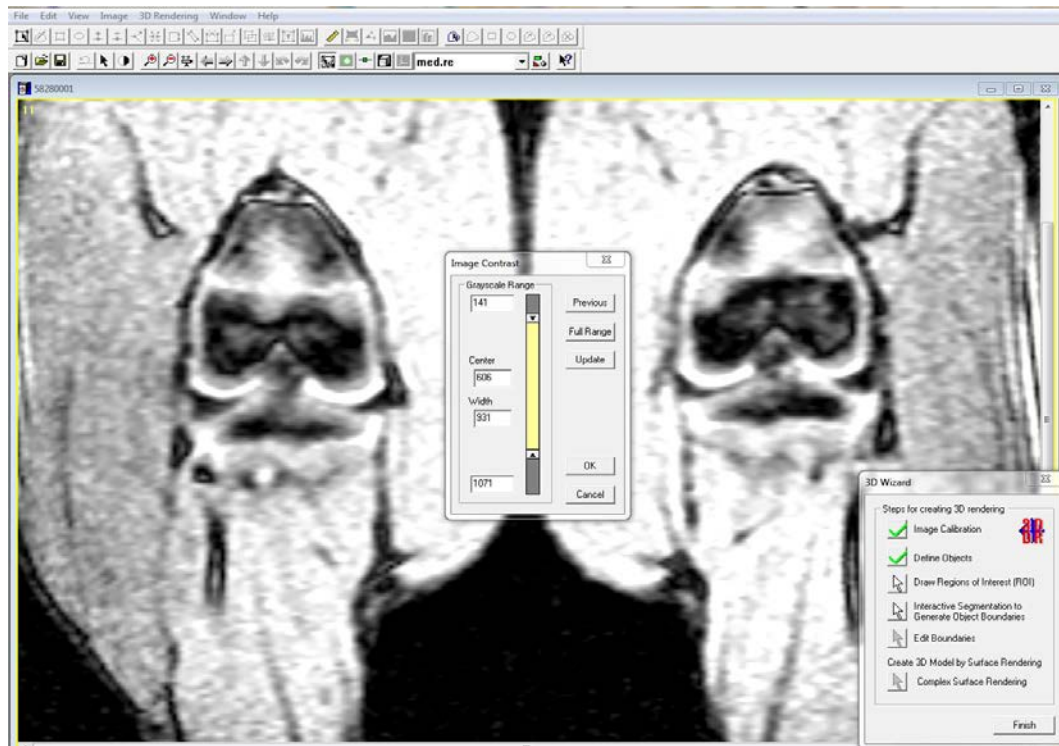 File Edit View Image 3D Rendering Window Help
med.re
S8280001
11
Image Contrast
Grayscale Range
141
Previous
Full Range
Center
Update
606
Width
931
OK
1071
Cancel
3D Wizard
Steps for creating 3D rendering
Image Calibration
Define Objects
Draw Regions of Interest (ROI)
Interactive Segmentation to
Generate Object Boundaries
Edit Boundaries
Create 3D Model by Surface Rendering
Complex Surface Rendering
Finish